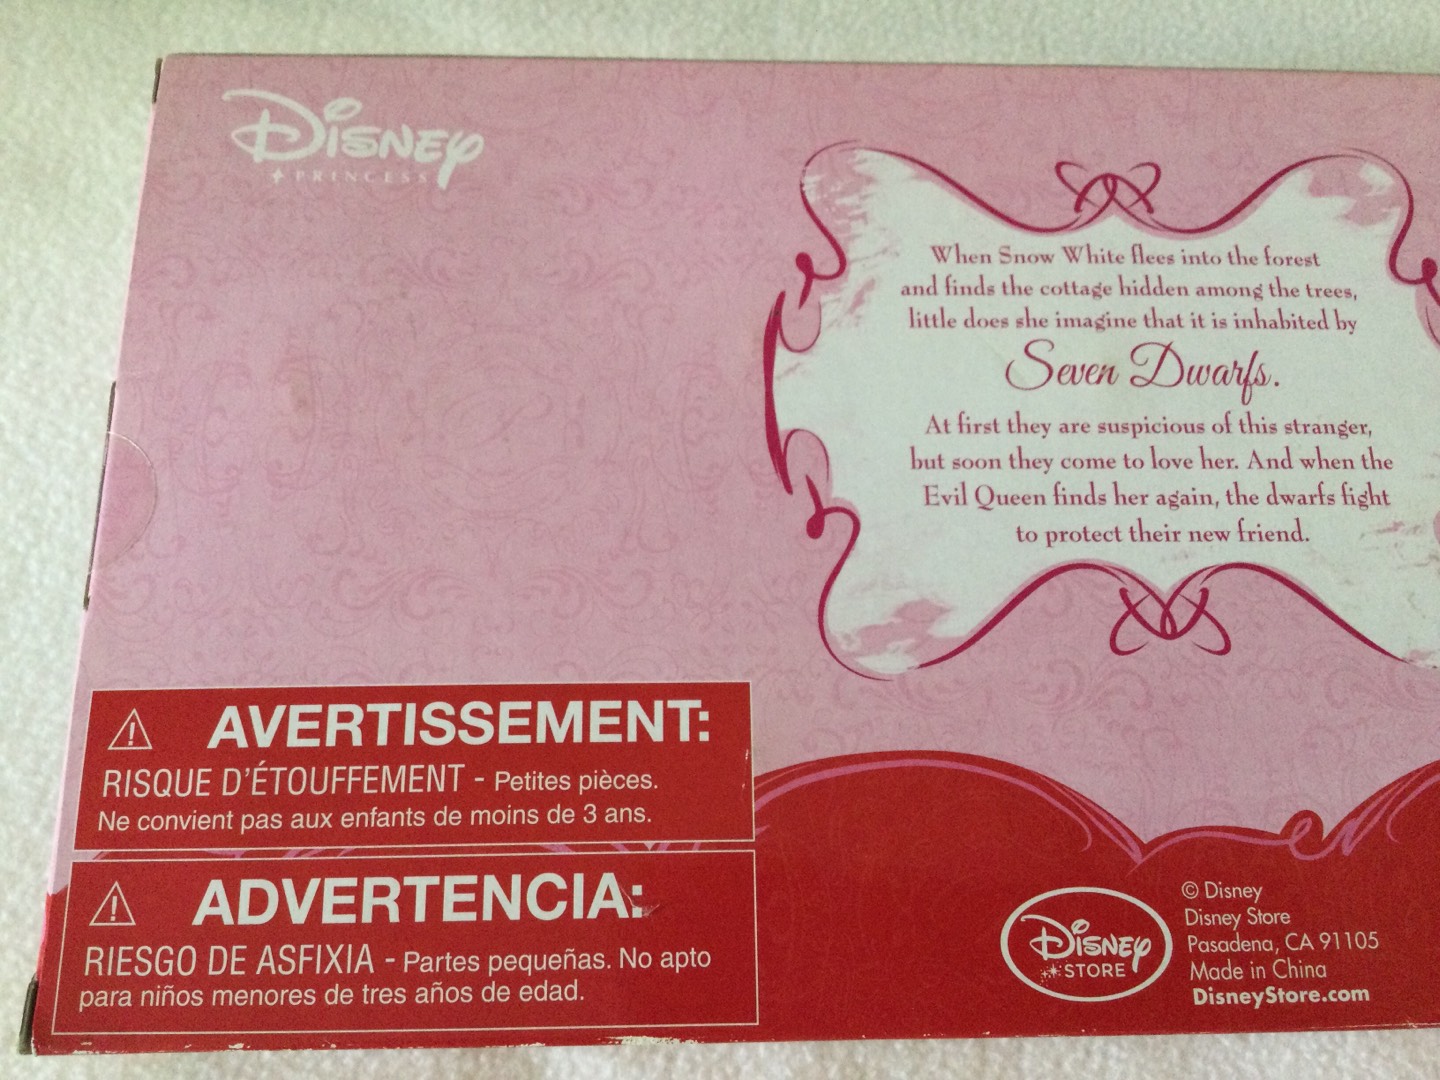 Disney
PRINCESS
When Snow White flees into the forest
and finds the cottage hidden among the trees,
little does she imagine that it is inhabited by
Seven Dwarfs.
At first they are suspicious of this stranger,
but soon they come to love her. And when the
Evil Queen finds her again, the dwarfs fight
to protect their new friend.
AVERTISSEMENT:
RISQUE D'ÉTOUFFEMENT - Petites pièces.
Ne convient pas aux enfants de moins de 3 ans.
ADVERTENCIA:
RIESGO DE ASFIXIA - Partes pequeñas. No apto
para niños menores de tres años de edad.
Disney
STORE
© Disney
Disney Store
Pasadena, CA 91105
Made in China
DisneyStore.com